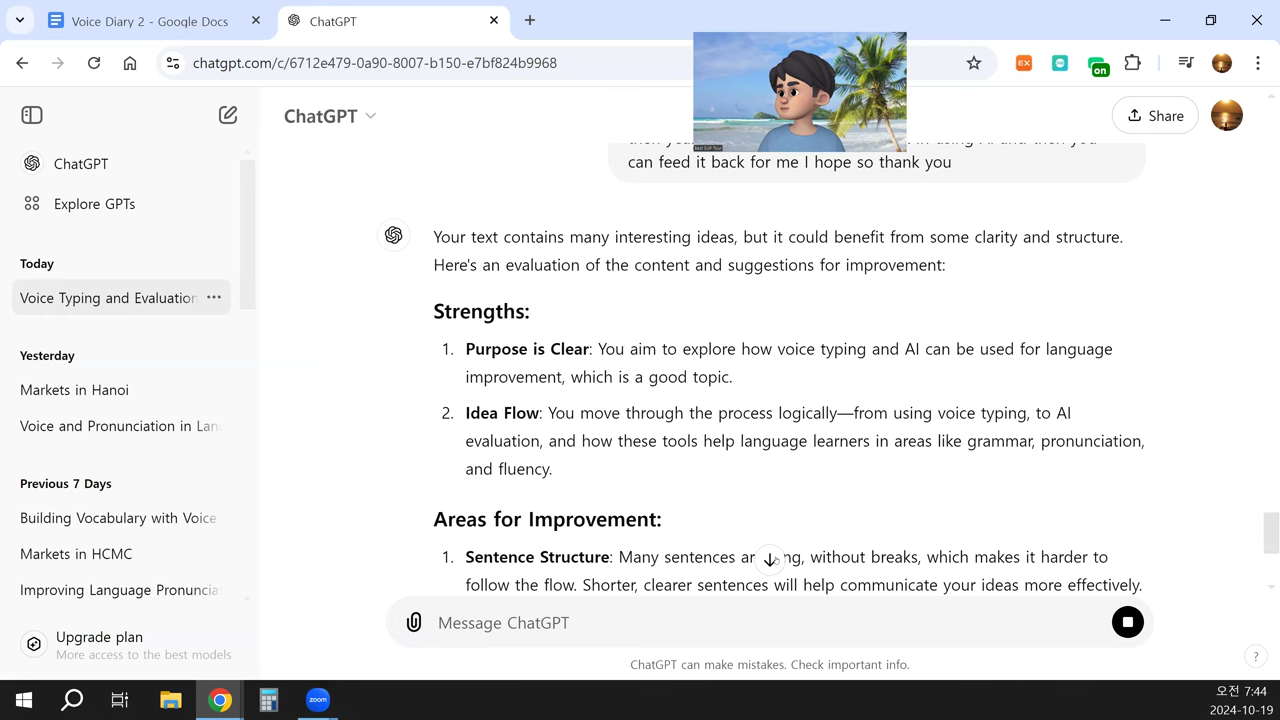 Voice Diary 2 - Google Docs
ChatGPT
chatgpt.com/c/6712e479-0a90-8007-b150-e7bf824b9968
EX
on
ChatGPT
Share
ChatGPT
Explore GPTs
Today
Voice Typing and Evaluation
Yesterday
Markets in Hanoi
Voice and Pronunciation in Lan
Previous 7 Days
Building Vocabulary with Voice
Markets in HCMC
Improving Language Pronuncia
Upgrade plan
More access to the best models
can feed it back for me I hope so thank you
Your text contains many interesting ideas, but it could benefit from some clarity and structure.
Here's an evaluation of the content and suggestions for improvement:
Strengths:
1. Purpose is Clear: You aim to explore how voice typing and AI can be used for language
improvement, which is a good topic.
2. Idea Flow: You move through the process logically—from using voice typing, to AI
evaluation, and how these tools help language learners in areas like grammar, pronunciation,
and fluency.
Areas for Improvement:
1. Sentence Structure: Many sentences ar ng, without breaks, which makes it harder to
follow the flow. Shorter, clearer sentences will help communicate your ideas more effectively.
Message ChatGPT
ChatGPT can make mistakes. Check important info.
?
zoom
오전 7:44
2024-10-19